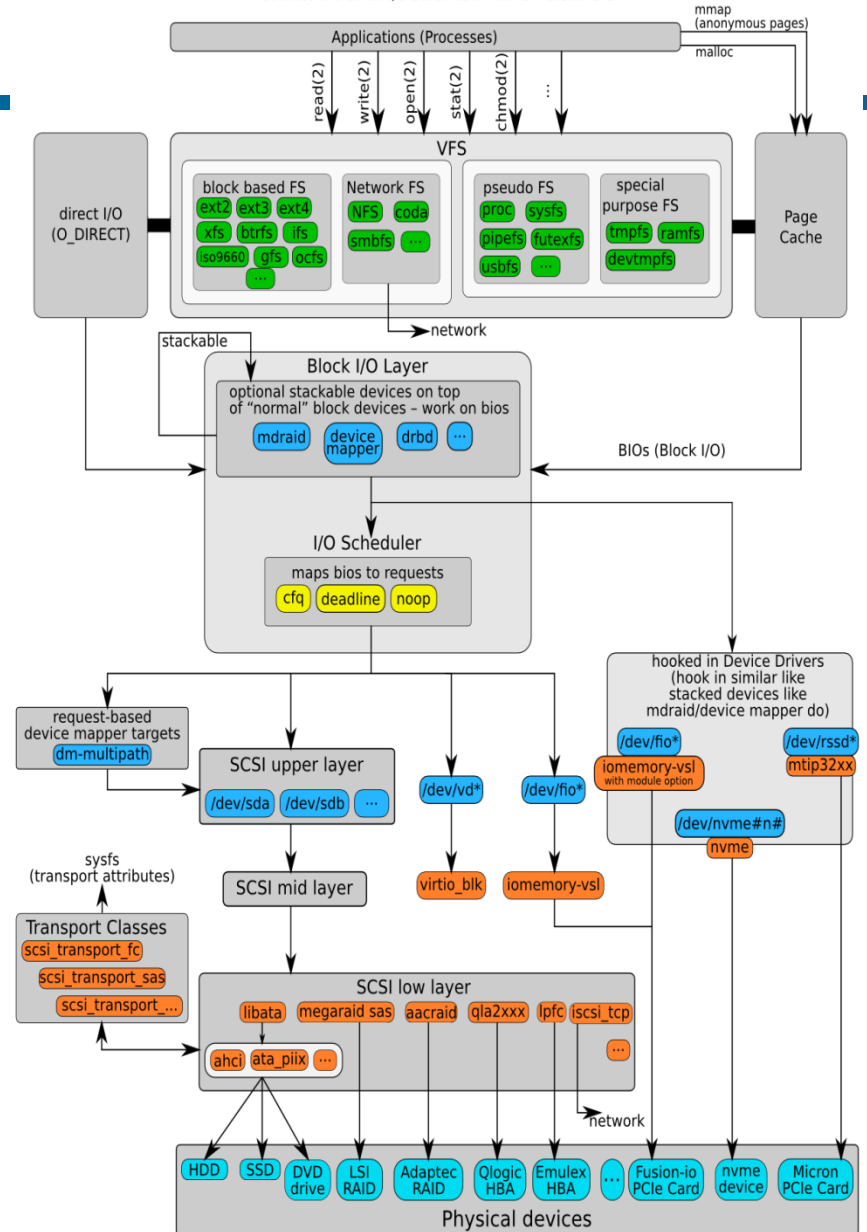 mmap
(anonymous pages)
Applications (Processes)
malloc
read(2)
write(2)
open(2)
stat(2)
chmod(2)
...
VFS
direct I/O
(O_DIRECT)
block based FS
ext2 ext3 ext4
xfs btrfs ifs
iso9660 gfs ocfs
...
Network FS
NFS coda
smbfs ...
pseudo FS
proc sysfs
pipefs futexfs
usbfs ...
special
purpose FS
tmpfs ramfs
devtmpfs
Page
Cache
network
stackable
Block I/O Layer
optional stackable devices on top
of “normal” block devices – work on bios
mdraid
device
mapper
drbd
...
BIOs (Block I/O)
I/O Scheduler
maps bios to requests
cfq deadline noop
hooked in Device Drivers
(hook in similar like
stacked devices like
mdraid/device mapper do)
/dev/fio*
iomemory-vsl
with module option
/dev/rssd*
mtip32xx
/dev/nvme#n#
nvme
request-based
device mapper targets
dm-multipath
SCSI upper layer
/dev/sda /dev/sdb ...
/dev/vd*
/dev/fio*
SCSI mid layer
virtio_blk
iomemory-vsl
sysfs
(transport attributes)
Transport Classes
scsi_transport_fc
scsi_transport_sas
scsi_transport_...
SCSI low layer
libata megaraid sas aacraid qla2xxx lpfc iscsi_tcp
ahci ata_piix ...
...
network
HDD
SSD
DVD
drive
LSI
RAID
Adaptec
RAID
Qlogic
HBA
Emulex
HBA
...
Fusion-io
PCIe Card
nvme
device
Micron
PCIe Card
Physical devices